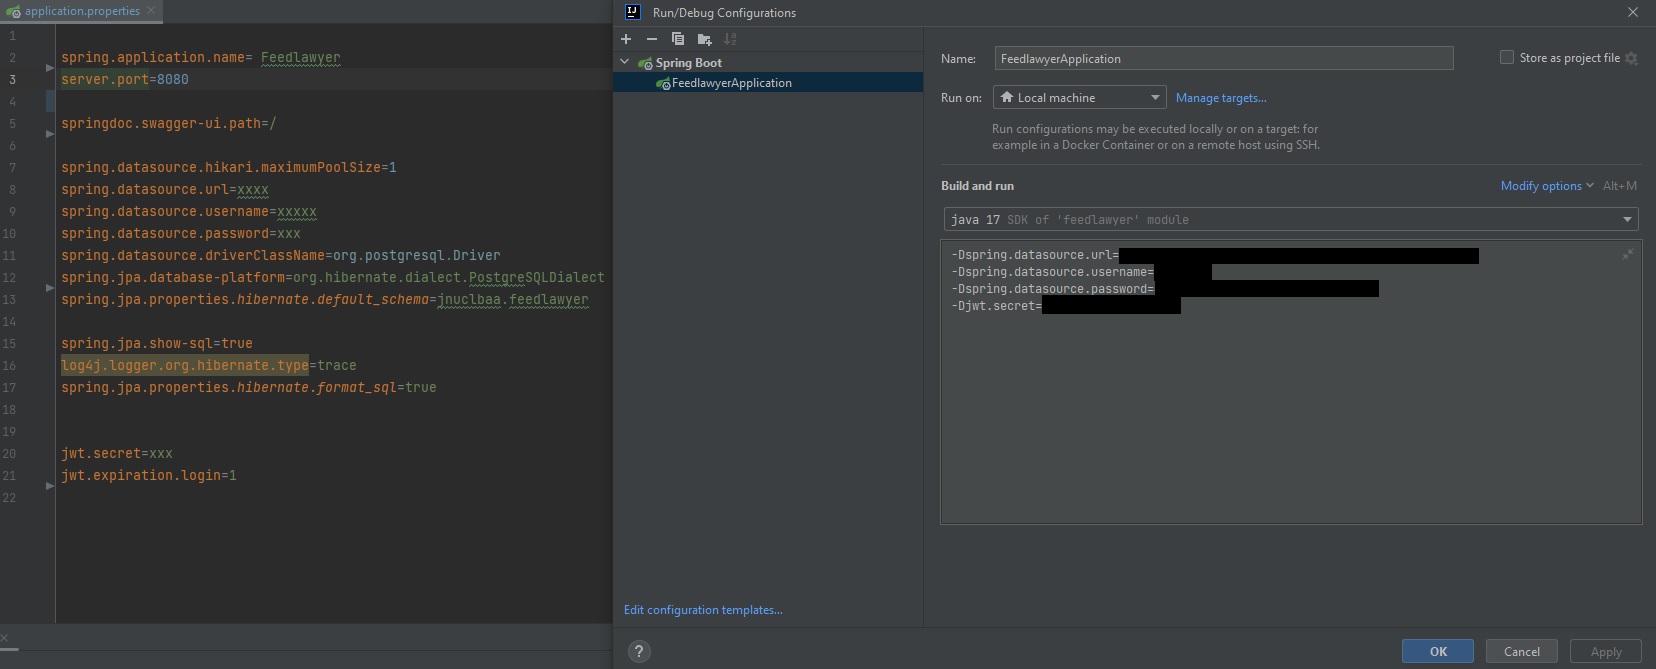 application.properties
1
2 spring.application.name= Feedlawyer
3 server.port=8080
4
5 springdoc.swagger-ui.path=/
6
7 spring.datasource.hikari.maximumPoolSize=1
8 spring.datasource.url=xxxx
9 spring.datasource.username=xxxxx
10 spring.datasource.password=xxx
11 spring.datasource.driverClassName=org.postgresql.Driver
12 spring.jpa.database-platform=org.hibernate.dialect.PostgreSQLDialect
13 spring.jpa.properties.hibernate.default_schema=jnuclbaa.feedlawyer
14
15 spring.jpa.show-sql=true
16 log4j.logger.org.hibernate.type=trace
17 spring.jpa.properties.hibernate.format_sql=true
18
19
20 jwt.secret=xxx
21 jwt.expiration.login=1
22
IJ Run/Debug Configurations
Spring Boot
FeedlawyerApplication
Edit configuration templates...
Name: FeedlawyerApplication Store as project file
Run on: Local machine Manage targets...
Run configurations may be executed locally or on a target: for
example in a Docker Container or on a remote host using SSH.
Build and run Modify options Alt+M
java 17 SDK of 'feedlawyer' module
-Dspring.datasource.url=
-Dspring.datasource.username=
-Dspring.datasource.password=
-Djwt.secret=
? OK Cancel Apply